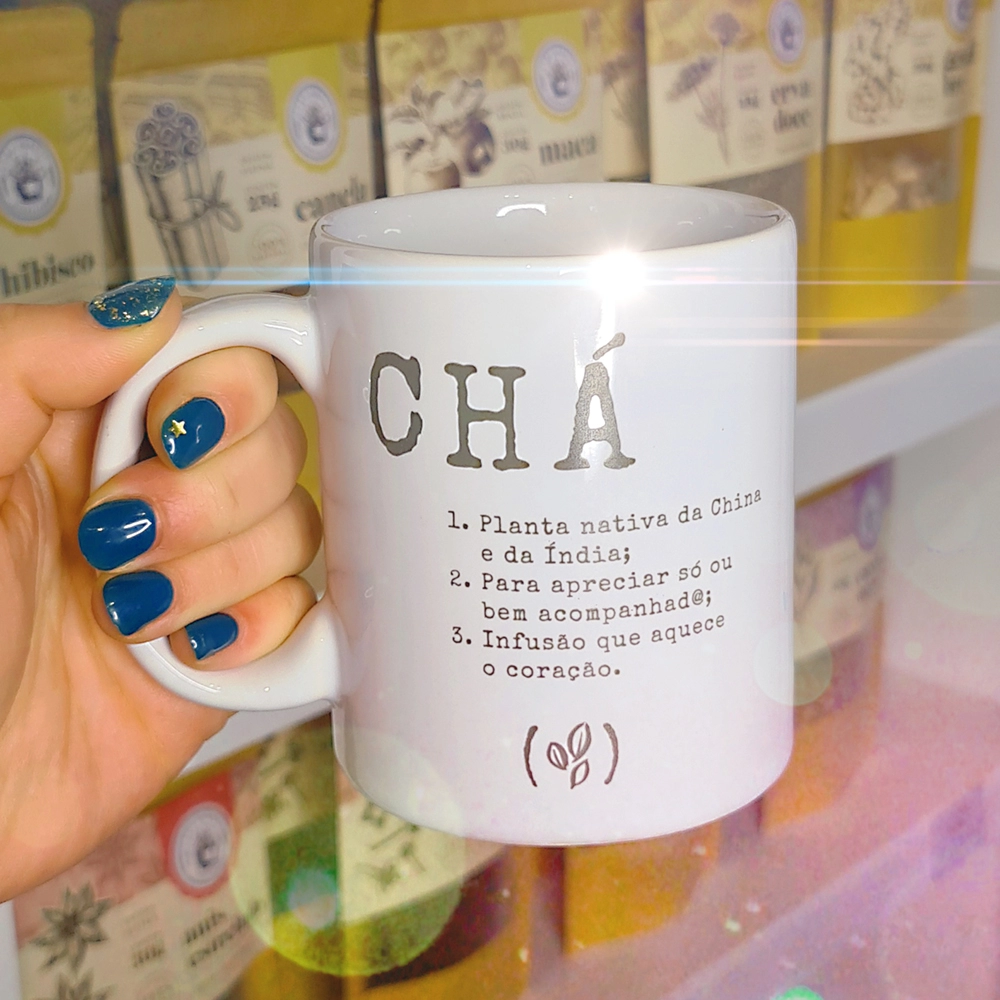 hibisco
canela
maca
erva
doce
CHÁ
1. Planta nativa da China
e da Índia;
2. Para apreciar só ou
bem acompanhad@;
3. Infusão que aquece
o coração.
anis